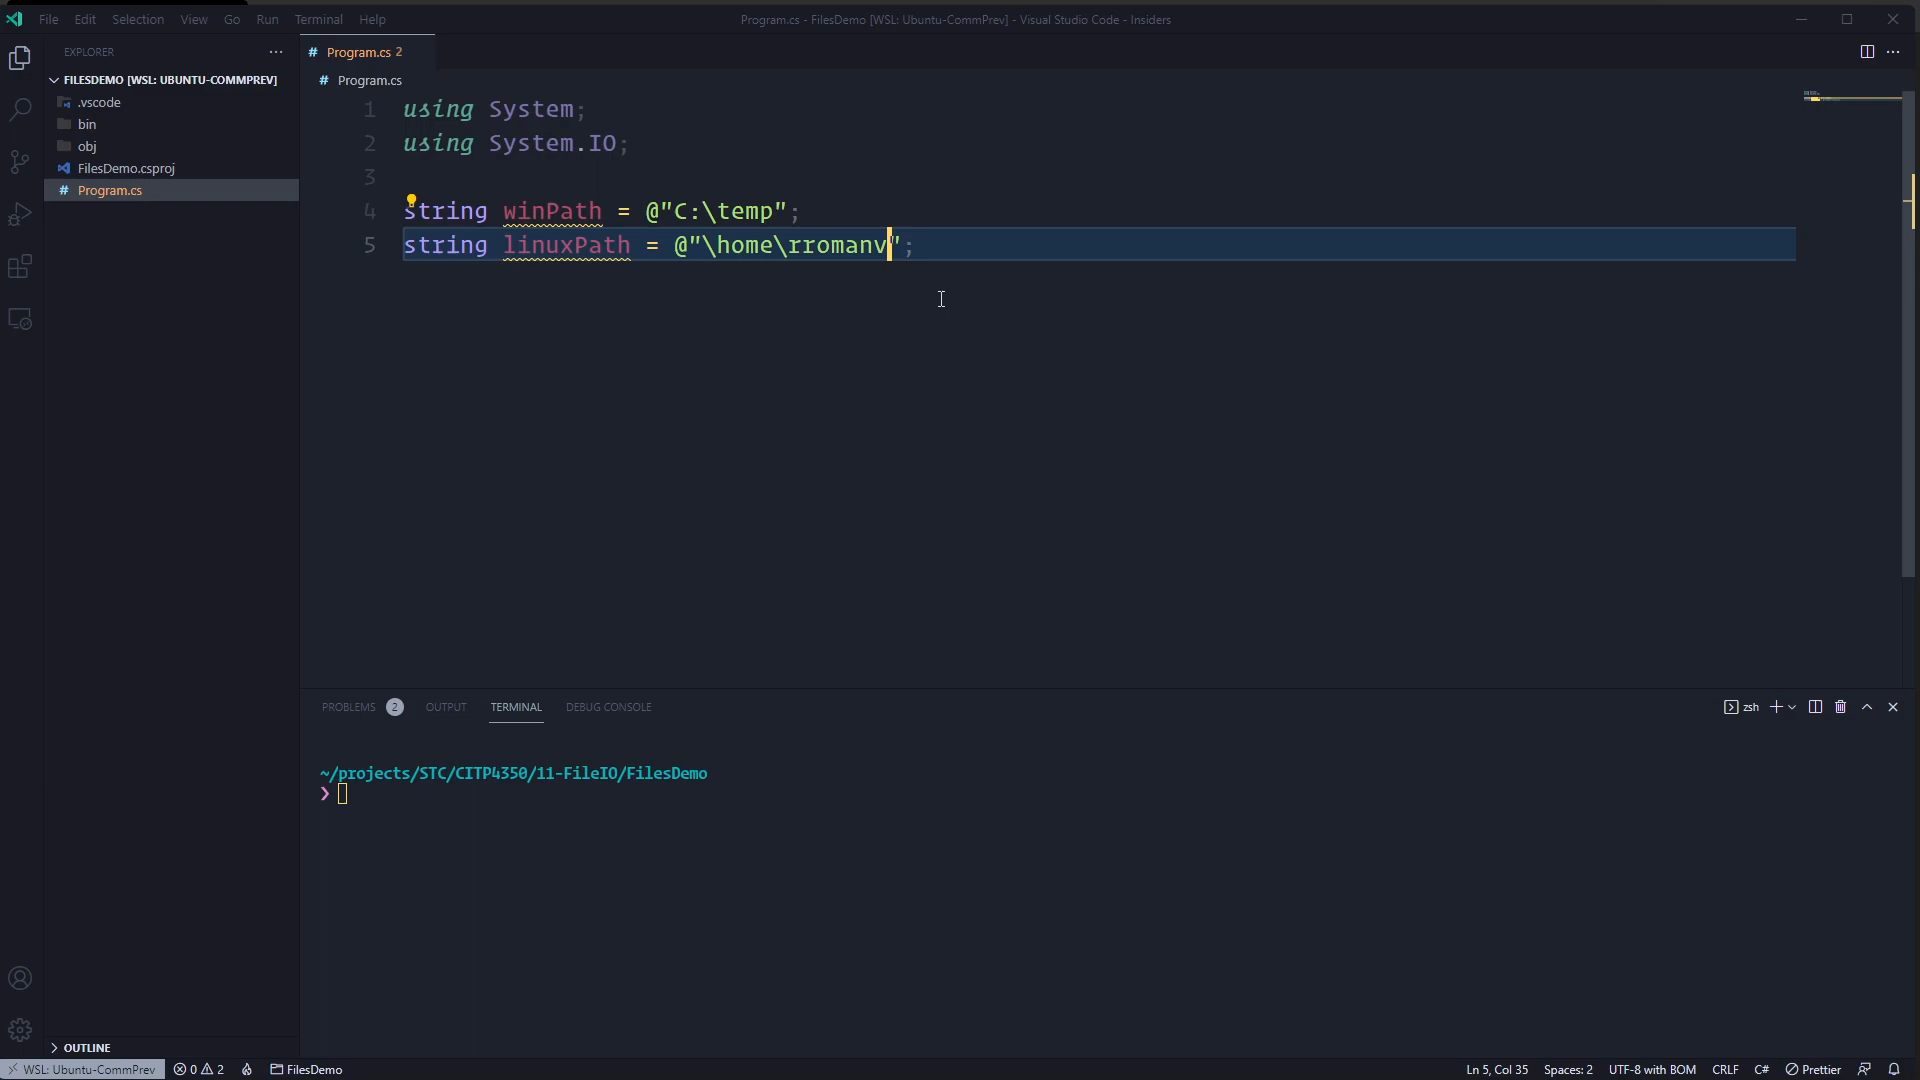 File Edit Selection View Go Run Terminal Help
Program.cs - FilesDemo [WSL: Ubuntu-CommPrev] - Visual Studio Code - Insiders
EXPLORER
FILESDEMO [WSL: UBUNTU-COMMPREV]
.vscode
bin
obj
FilesDemo.csproj
# Program.cs
OUTLINE
# Program.cs 2
# Program.cs
1 using System;
2 using System.IO;
3
4 string winPath = @"C:\temp";
5 string linuxPath = @"\home\rromanv";
PROBLEMS 2 OUTPUT TERMINAL DEBUG CONSOLE
zsh
~/projects/STC/CITP4350/11-FileIO/FilesDemo
❯
WSL: Ubuntu-CommPrev 0 2 FilesDemo
Ln 5, Col 35 Spaces: 2 UTF-8 with BOM CRLF C# Prettier